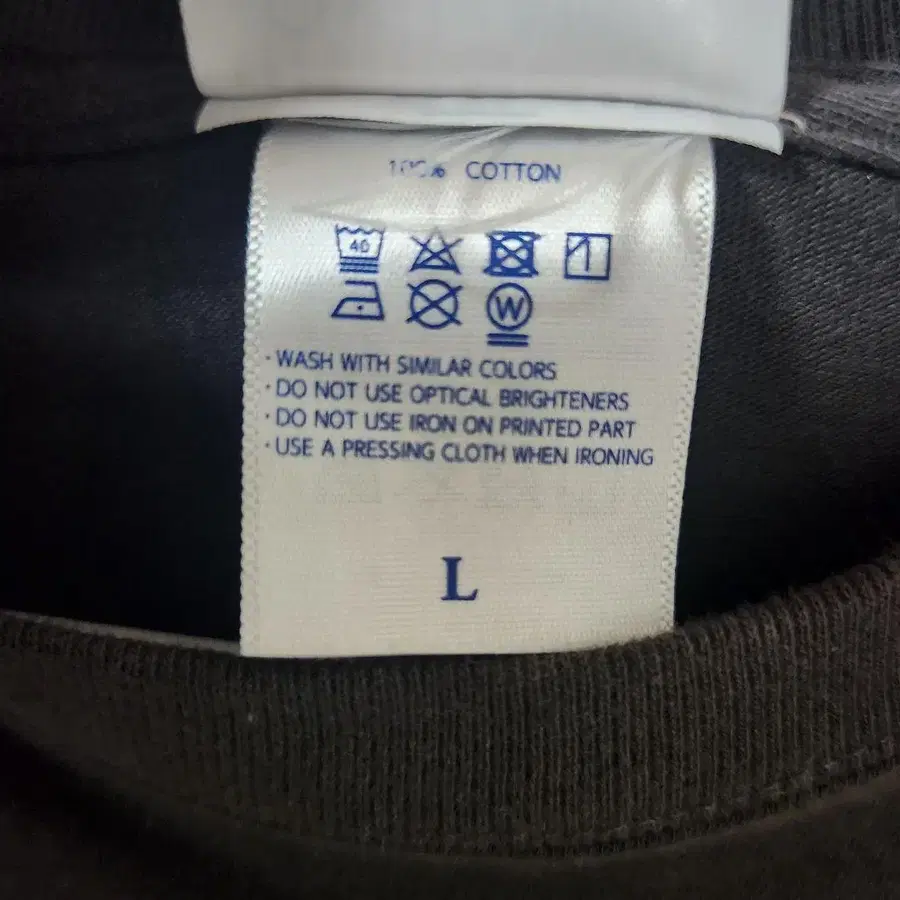 100% COTTON
40
W
· WASH WITH SIMILAR COLORS
· DO NOT USE OPTICAL BRIGHTENERS
· DO NOT USE IRON ON PRINTED PART
· USE A PRESSING CLOTH WHEN IRONING
L